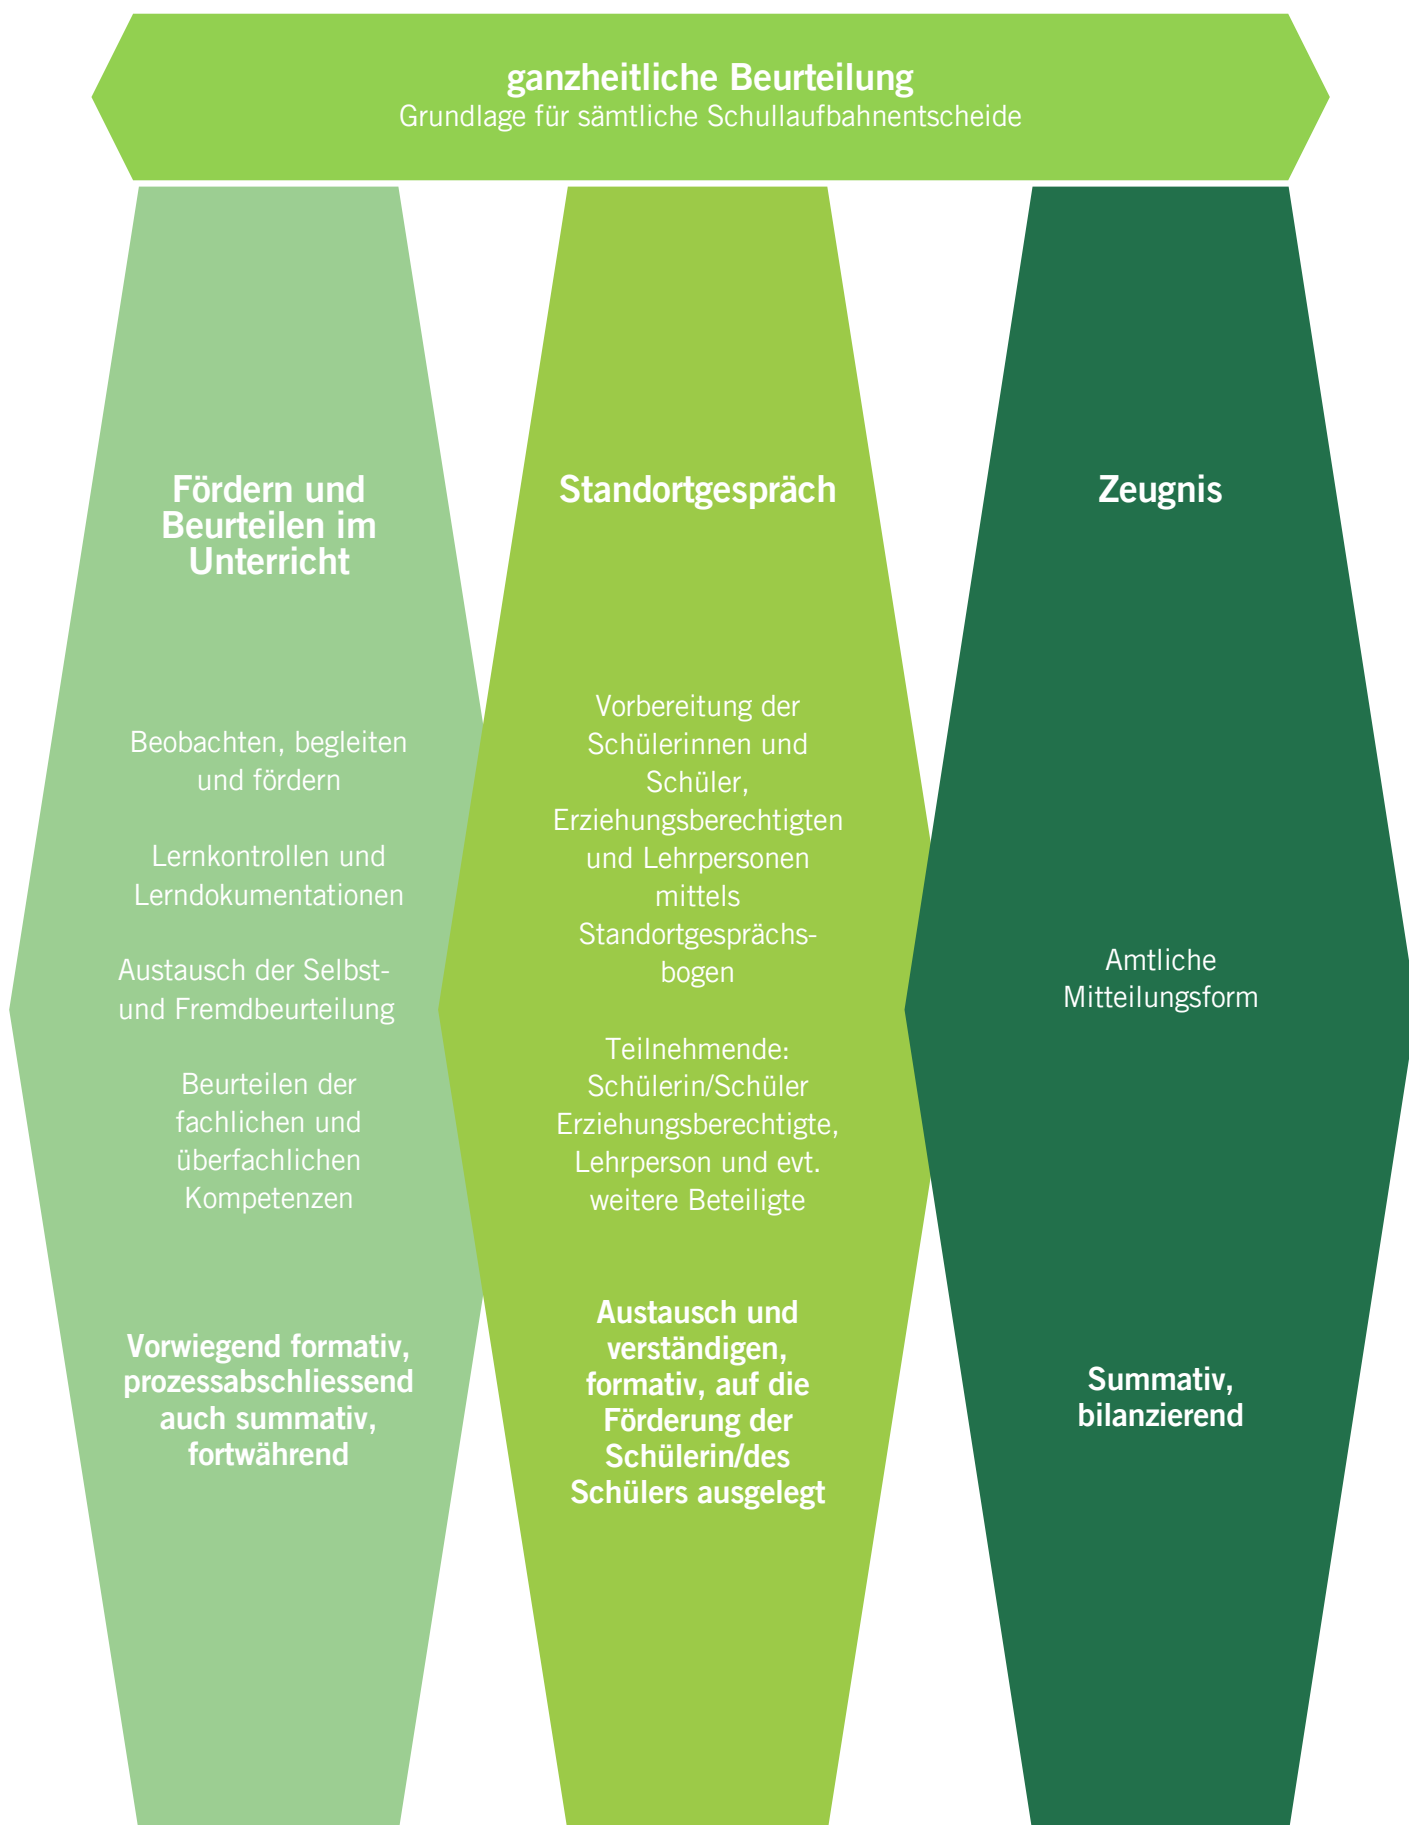 ganzheitliche Beurteilung
Grundlage für sämtliche Schullaufbahnentscheide
Fördern und
Beurteilen im
Unterricht
Beobachten, begleiten
und fördern
Lernkontrollen und
Lerndokumentationen
Austausch der Selbst-
und Fremdbeurteilung
Beurteilen der
fachlichen und
überfachlichen
Kompetenzen
Vorwiegend formativ,
prozessabschliessend
auch summativ,
fortwährend
Standortgespräch
Vorbereitung der
Schülerinnen und
Schüler,
Erziehungsberechtigten
und Lehrpersonen
mittels
Standortgesprächs-
bogen
Teilnehmende:
Schülerin/Schüler
Erziehungsberechtigte,
Lehrperson und evt.
weitere Beteiligte
Austausch und
verständigen,
formativ, auf die
Förderung der
Schülerin/des
Schülers ausgelegt
Zeugnis
Amtliche
Mitteilungsform
Summativ,
bilanzierend